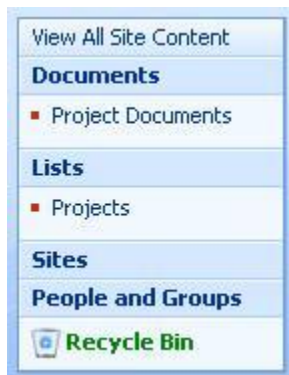 View All Site Content
Documents
Project Documents
Lists
Projects
Sites
People and Groups
Recycle Bin